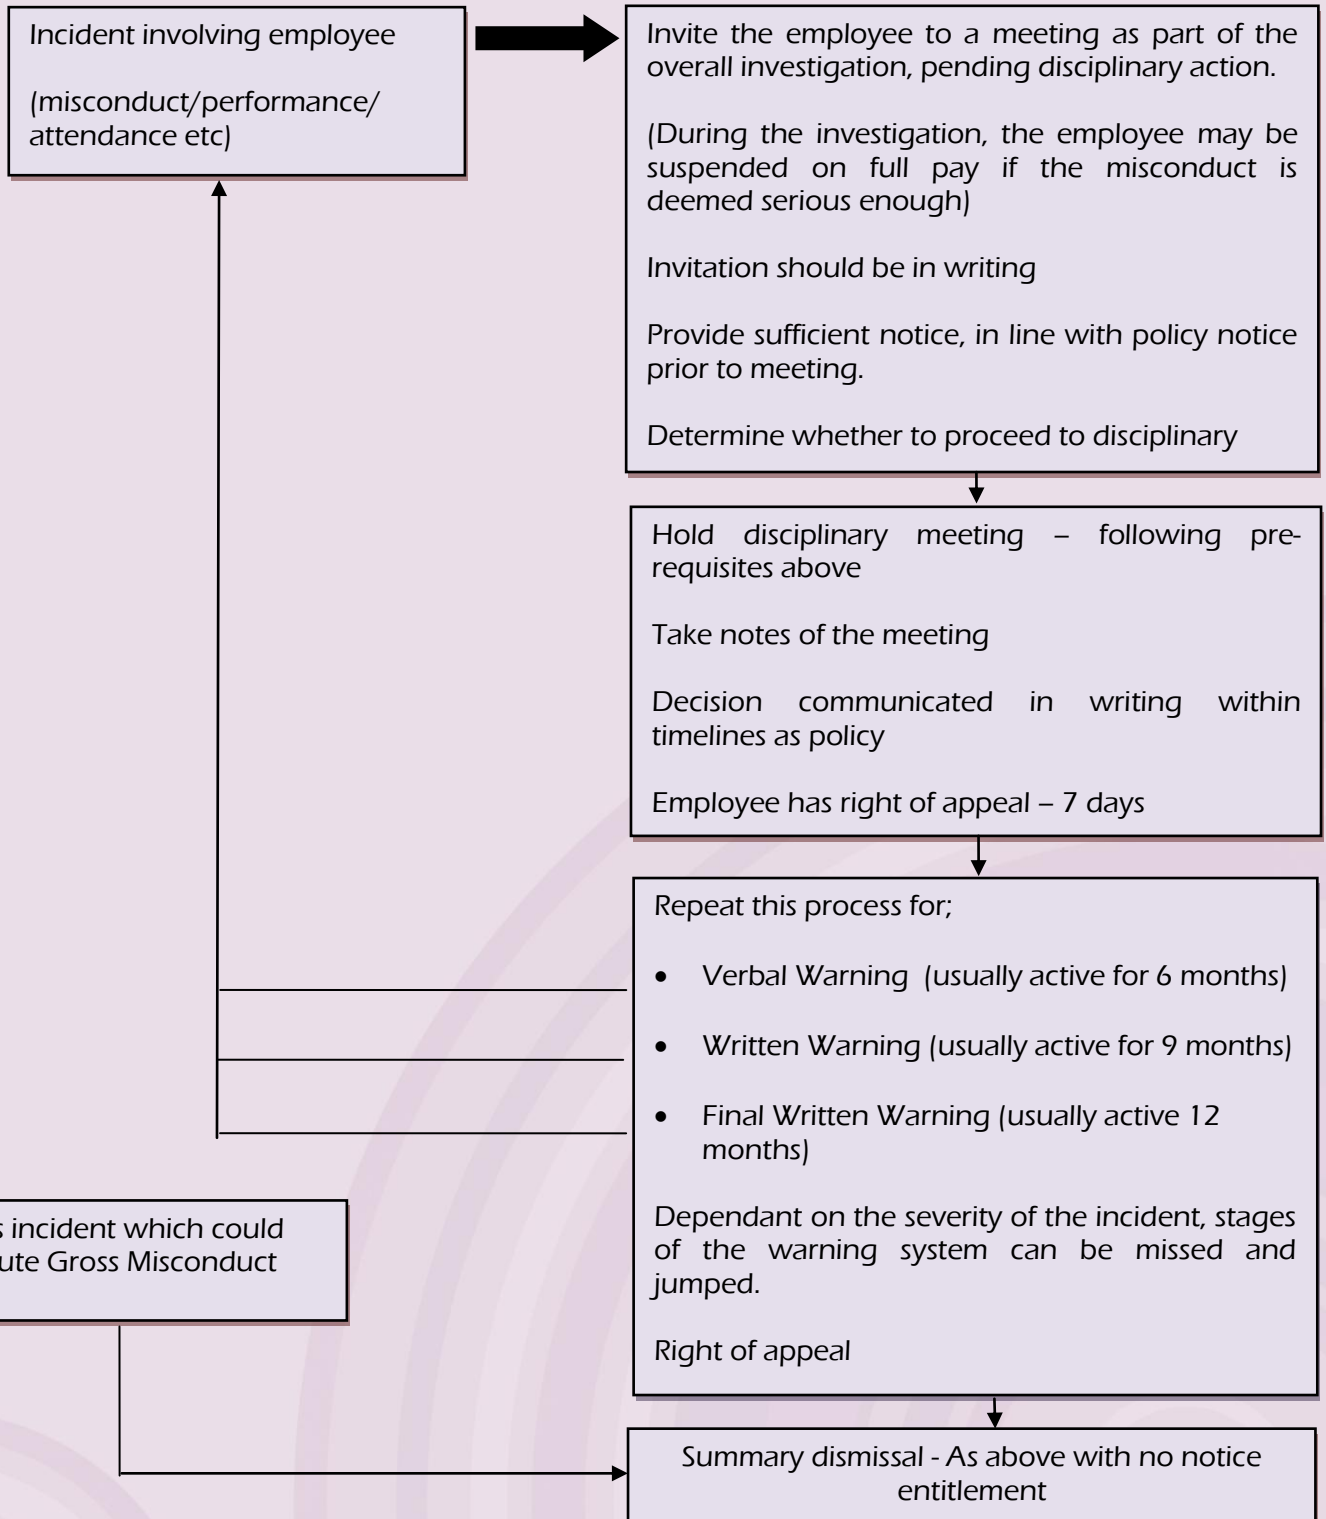 Incident involving employee
(misconduct/performance/
attendance etc)
Invite the employee to a meeting as part of the
overall investigation, pending disciplinary action.
(During the investigation, the employee may be
suspended on full pay if the misconduct is
deemed serious enough)
Invitation should be in writing
Provide sufficient notice, in line with policy notice
prior to meeting.
Determine whether to proceed to disciplinary
Hold disciplinary meeting – following pre-
requisites above
Take notes of the meeting
Decision communicated in writing within
timelines as policy
Employee has right of appeal – 7 days
Repeat this process for;
• Verbal Warning (usually active for 6 months)
• Written Warning (usually active for 9 months)
• Final Written Warning (usually active 12
months)
Dependant on the severity of the incident, stages
of the warning system can be missed and
jumped.
Right of appeal
incident which could
Gross Misconduct
Summary dismissal - As above with no notice
entitlement